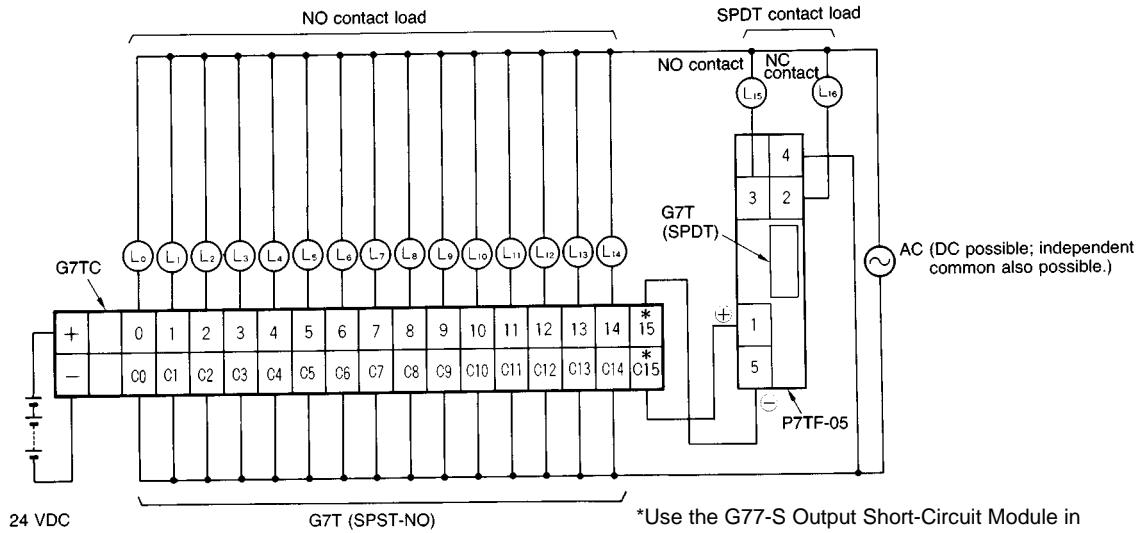 NO contact load
SPDT contact load
NO contact
NC
contact
L15
L16
4
3 2
G7T
(SPDT)
AC (DC possible; independent
common also possible.)
L0 L1 L2 L3 L4 L5 L6 L7 L8 L9 L10 L11 L12 L13 L14
G7TC
+ 0 1 2 3 4 5 6 7 8 9 10 11 12 13 14 *15
− C0 C1 C2 C3 C4 C5 C6 C7 C8 C9 C10 C11 C12 C13 C14 *C15
+
1
5
−
P7TF-05
24 VDC
G7T (SPST-NO)
*Use the G77-S Output Short-Circuit Module in